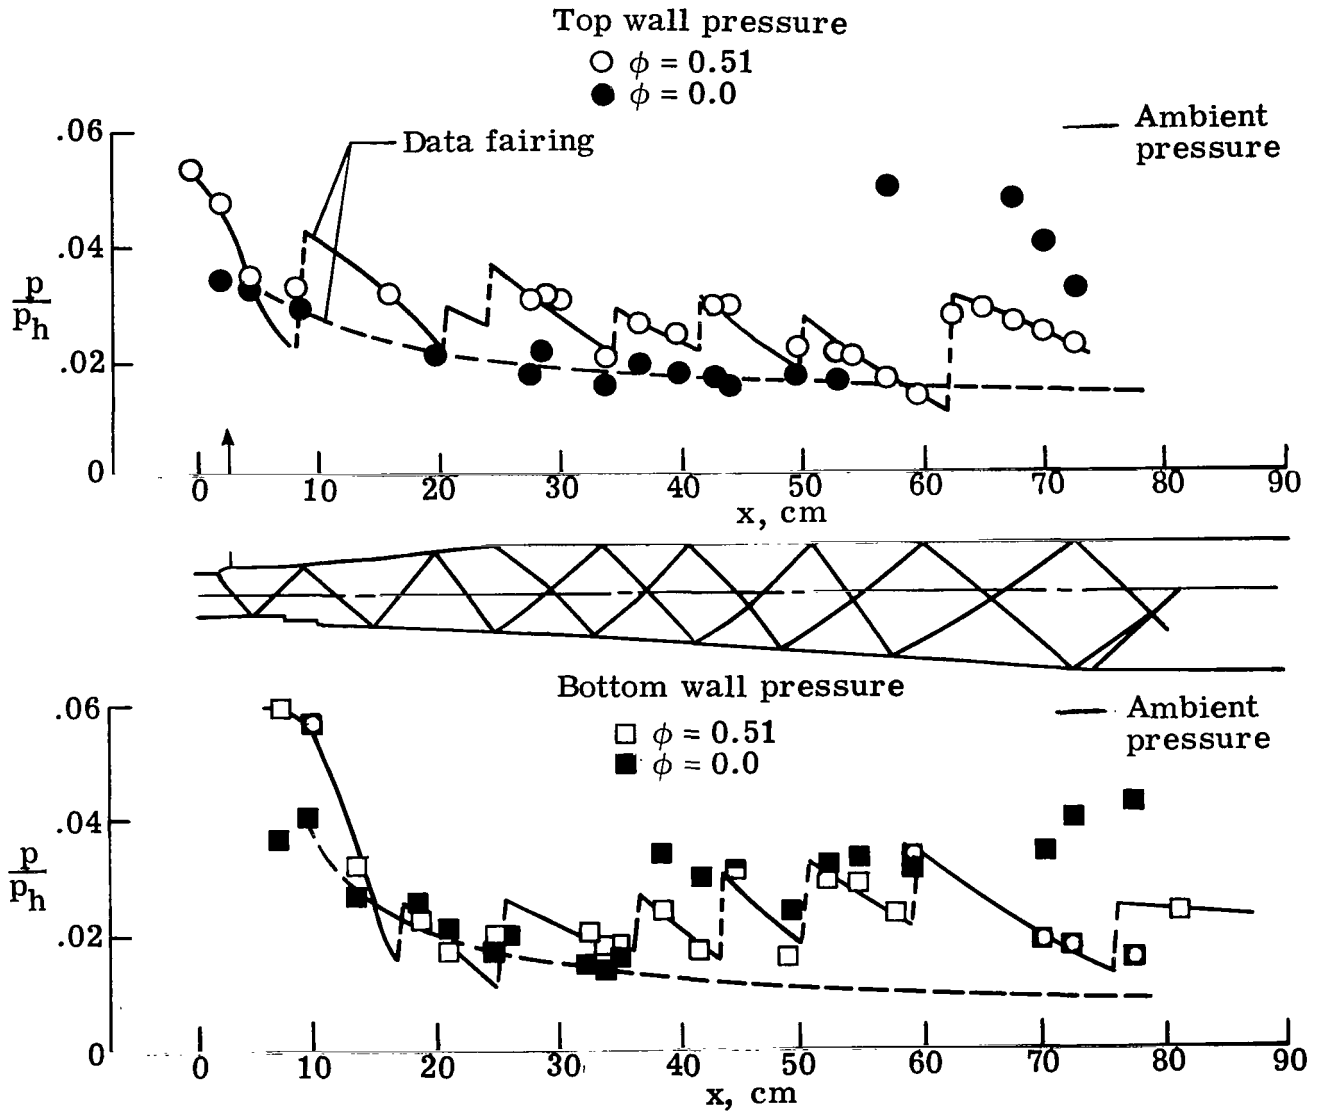 Top wall pressure
ϕ = 0.51
ϕ = 0.0
Ambient
pressure
Data fairing
.06
.04
.02
0
p
p_h
0 10 20 30 40 50 60 70 80 90
x, cm
Bottom wall pressure
ϕ = 0.51
ϕ = 0.0
Ambient
pressure
.06
.04
.02
0
p
p_h
0 10 20 30 40 50 60 70 80 90
x, cm